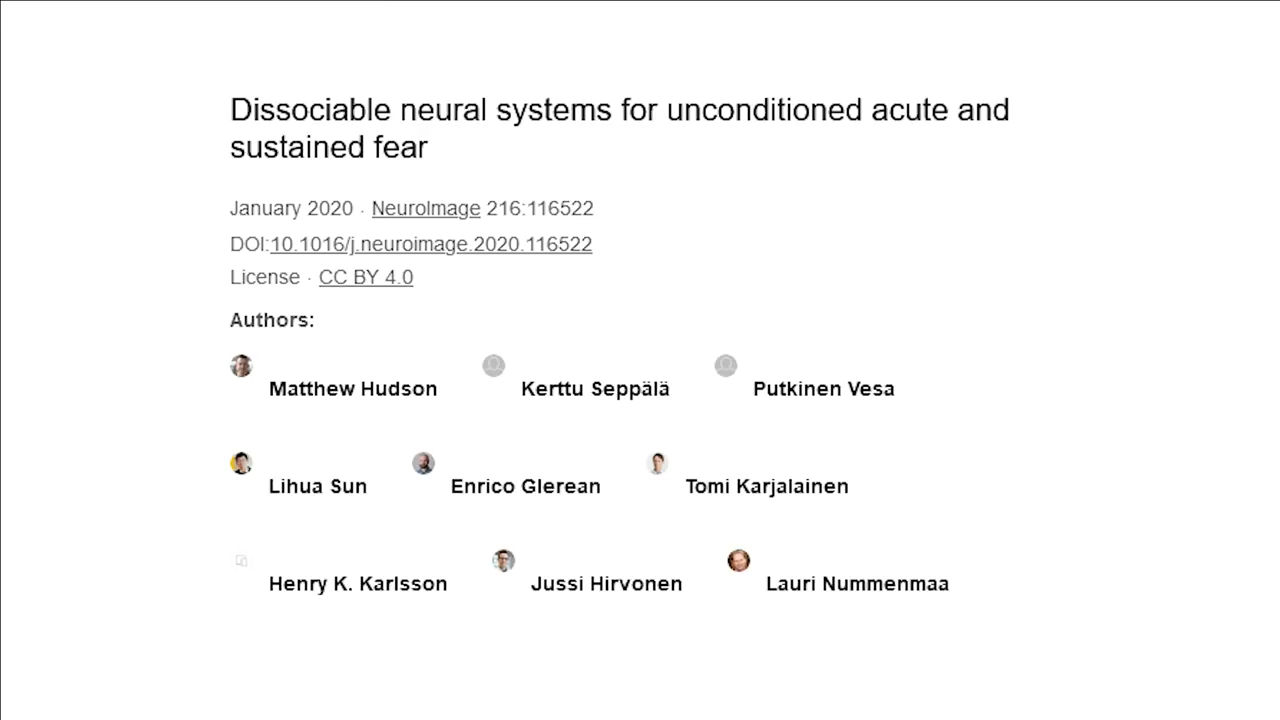 Dissociable neural systems for unconditioned acute and
sustained fear
January 2020 · NeuroImage 216:116522
DOI:10.1016/j.neuroimage.2020.116522
License · CC BY 4.0
Authors:
Matthew Hudson Kerttu Seppälä Putkinen Vesa
Lihua Sun Enrico Glerean Tomi Karjalainen
Henry K. Karlsson Jussi Hirvonen Lauri Nummenmaa